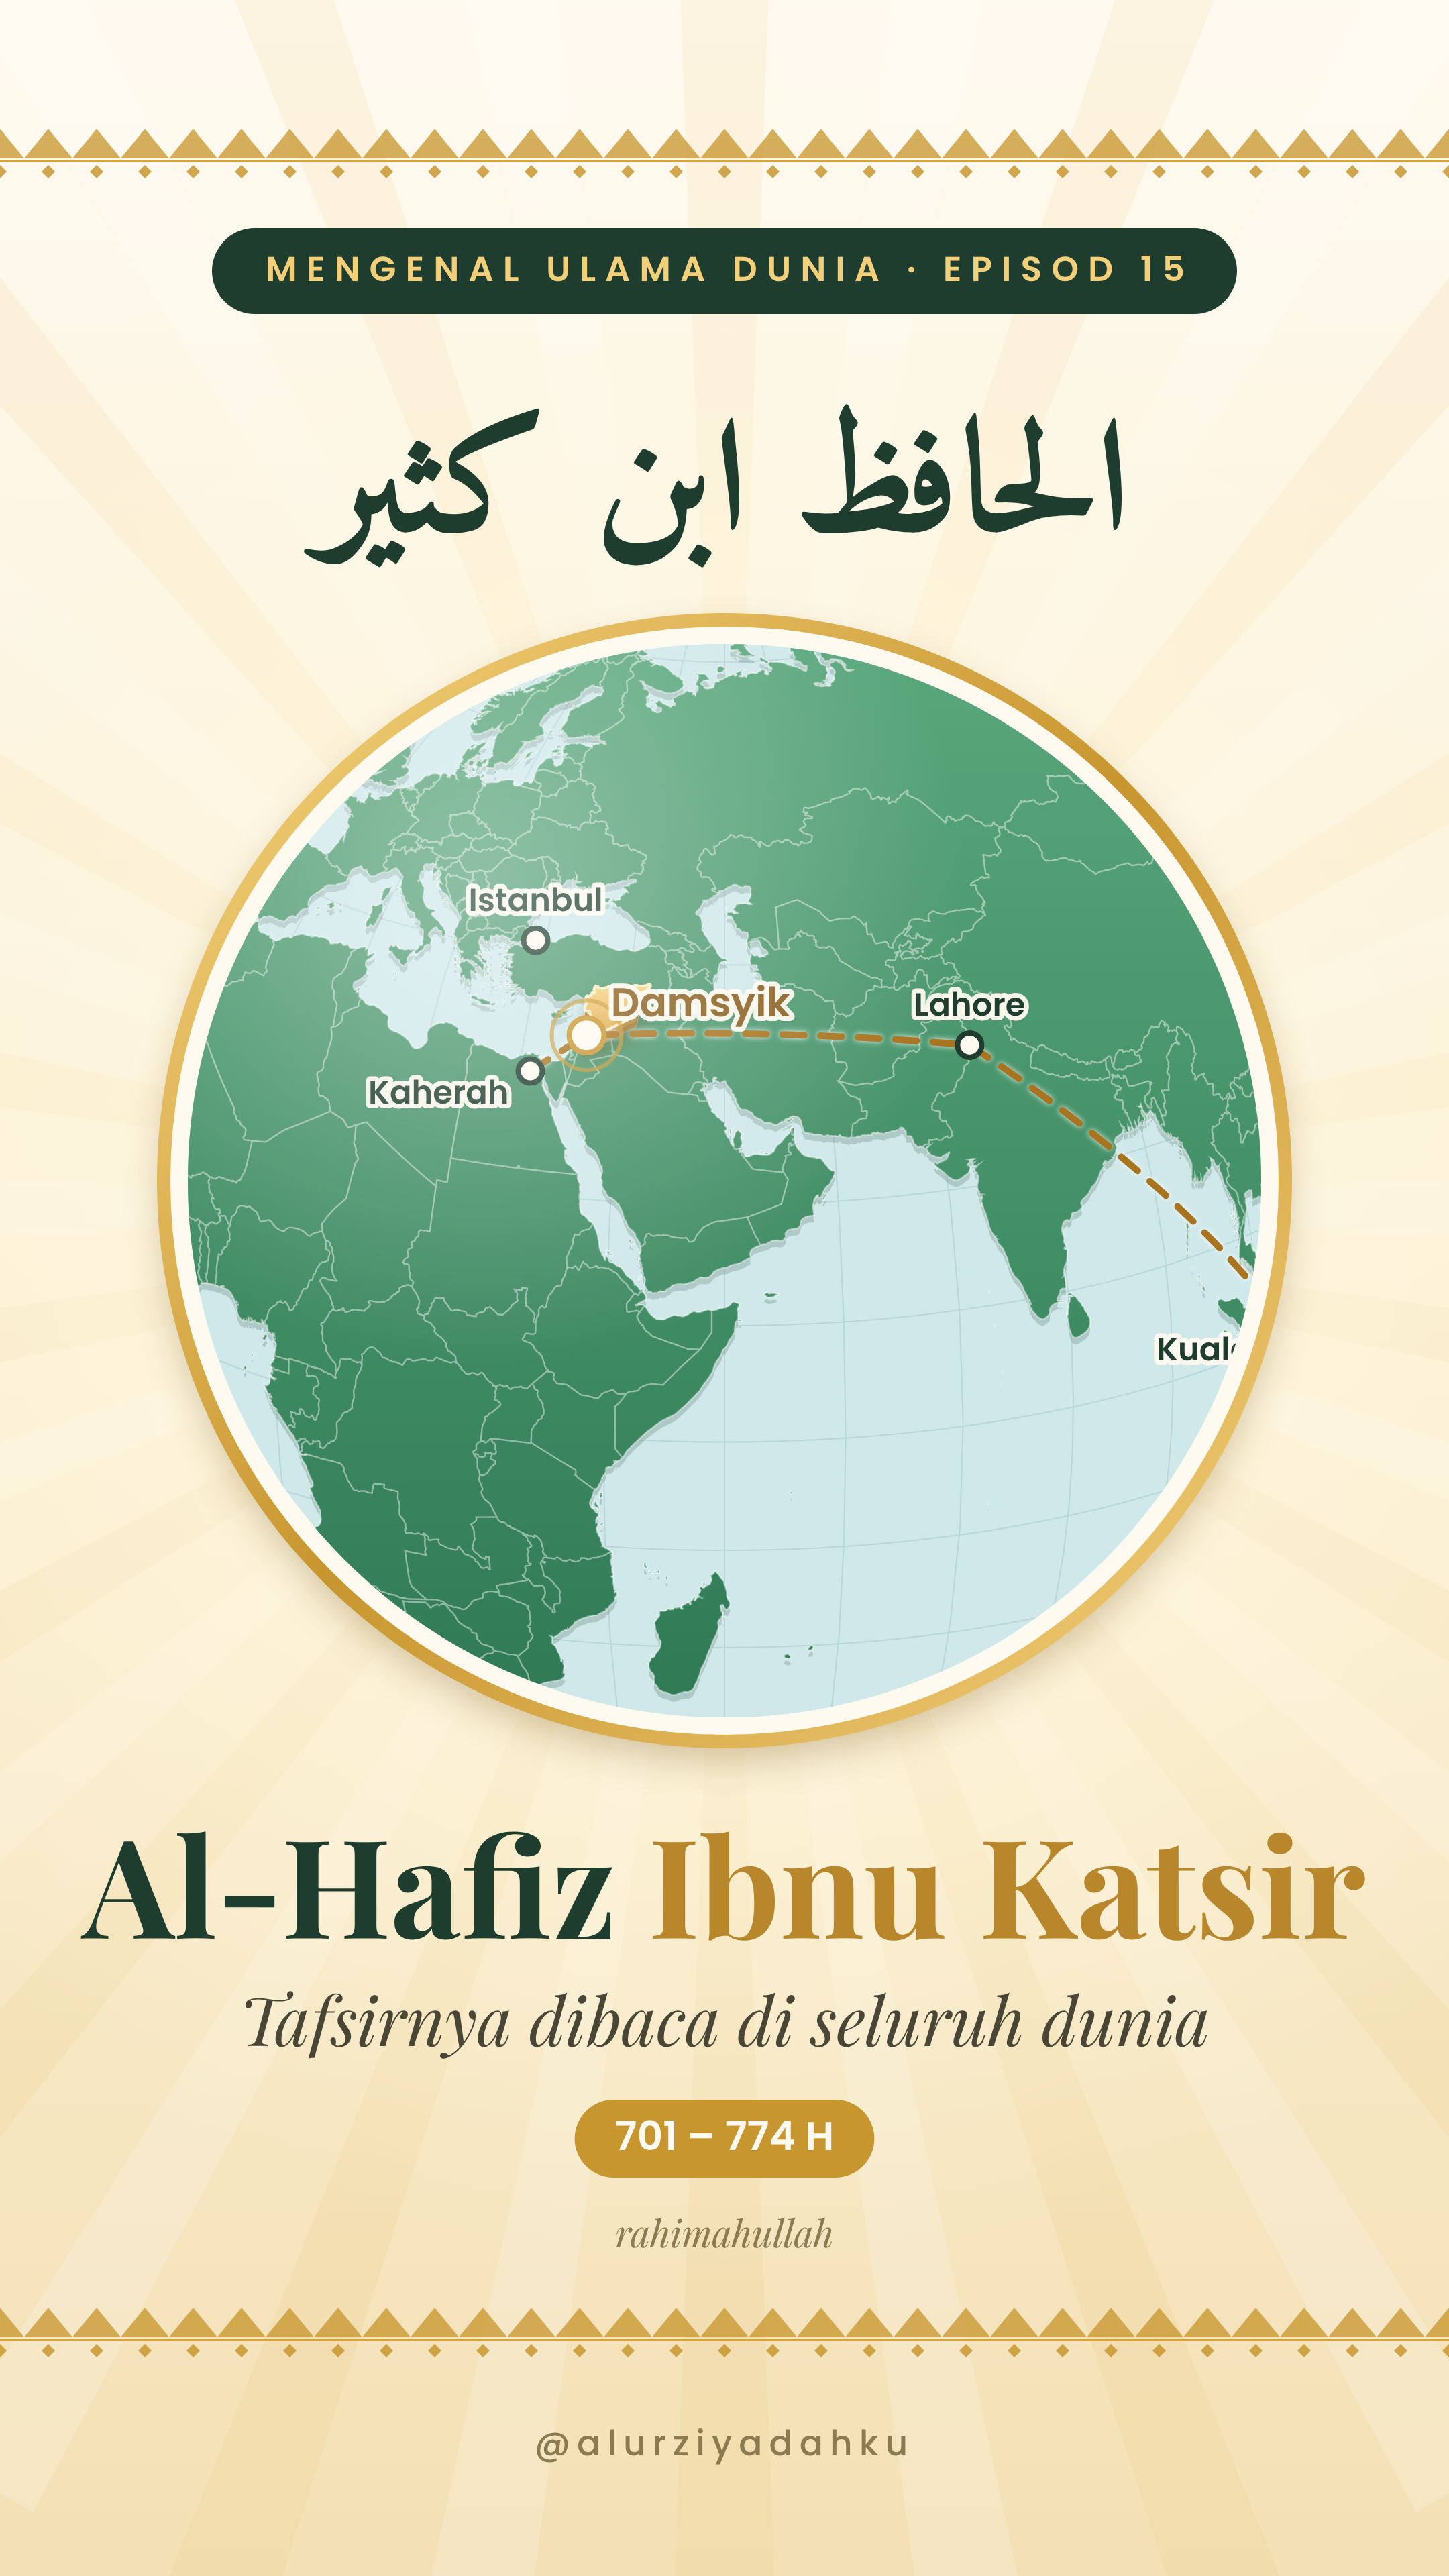 MENGENAL ULAMA DUNIA · EPISOD 15
الحافظ ابن كثير
Istanbul
Damsyik
Lahore
Kaherah
Al-Hafiz Ibnu Katsir
Tafsirnya dibaca di seluruh dunia
701 – 774 H
rahimahullah
@alurziyadahku